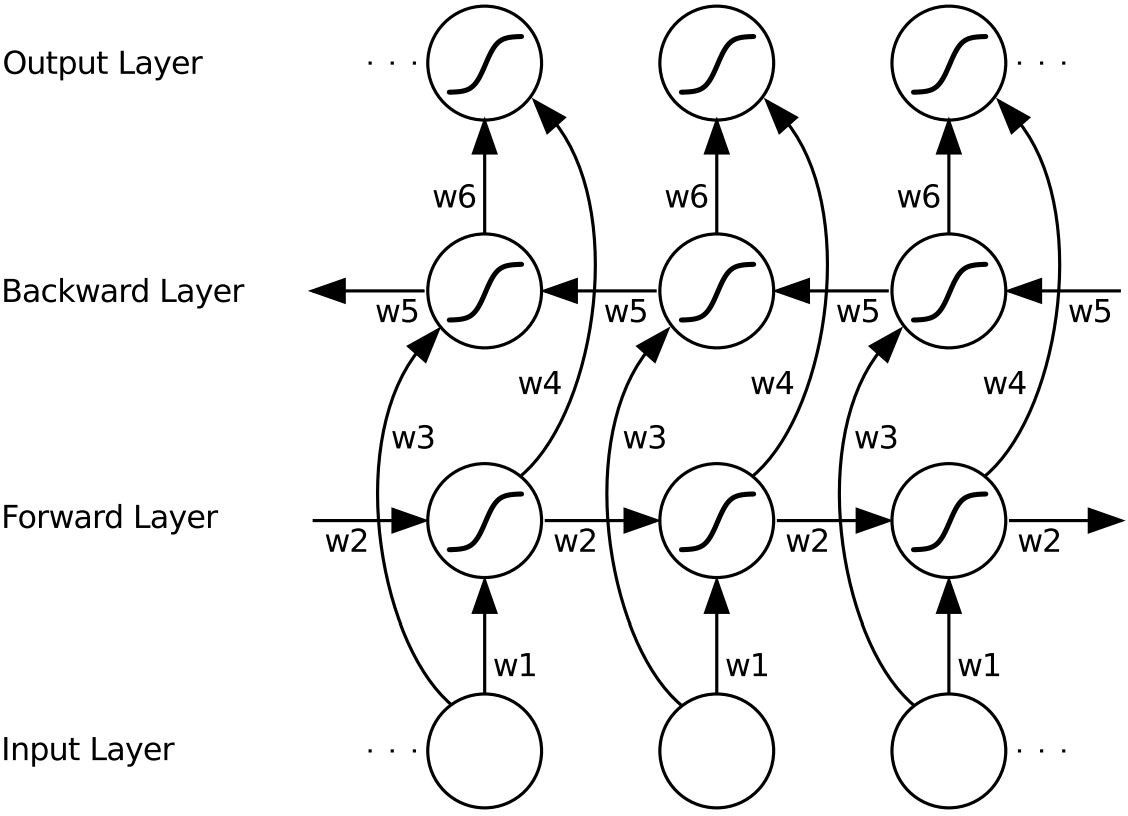 Output Layer . . . . . .
w6 w6 w6
Backward Layer
w5 w5 w5 w5
w4 w4 w4
w3 w3 w3
Forward Layer
w2 w2 w2 w2
w1 w1 w1
Input Layer . . . . . .